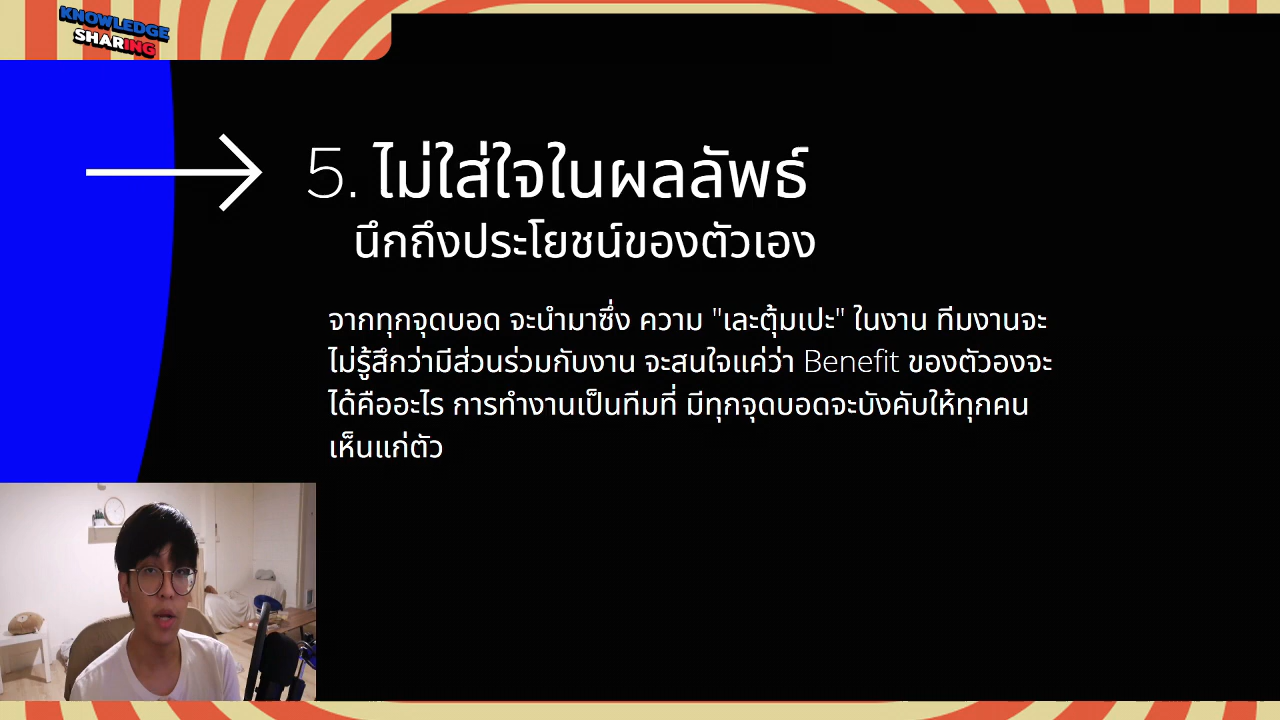 KNOWLEDGE
SHARING
5. ไม่ใส่ใจในผลลัพธ์
นึกถึงประโยชน์ของตัวเอง
จากทุกจุดบอด จะนำมาซึ่ง ความ "เละตุ้มเปะ" ในงาน ทีมงานจะ
ไม่รู้สึกว่ามีส่วนร่วมกับงาน จะสนใจแค่ว่า Benefit ของตัวองจะ
ได้คืออะไร การทำงานเป็นทีมที่ มีทุกจุดบอดจะบังคับให้ทุกคน
เห็นแก่ตัว